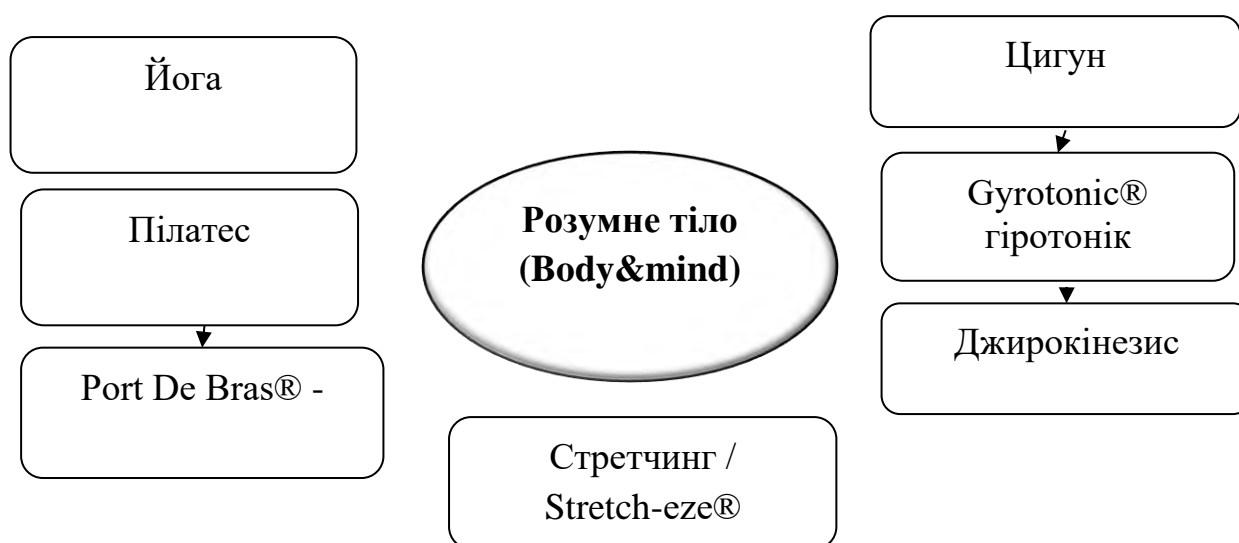 Йога
Пілатес
Port De Bras® -
Розумне тіло
(Body&mind)
Стретчинг /
Stretch-eze®
Цигун
Gyrotonic®
гіротонік
Джирокінезис